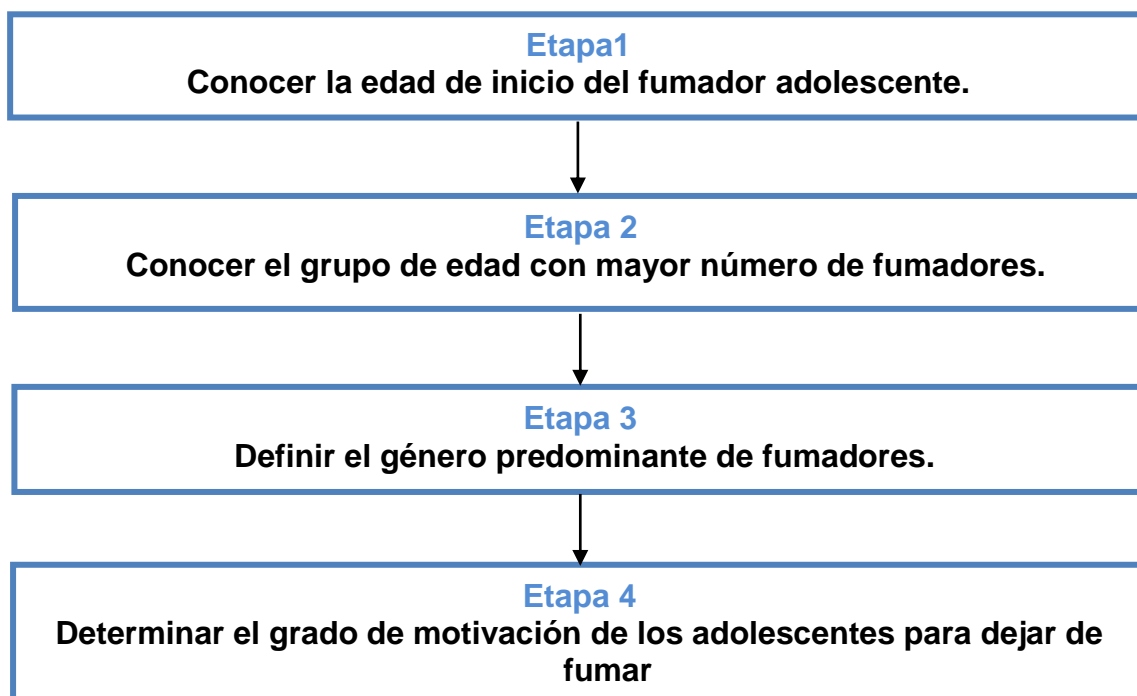 Etapa1
Conocer la edad de inicio del fumador adolescente.
Etapa 2
Conocer el grupo de edad con mayor número de fumadores.
Etapa 3
Definir el género predominante de fumadores.
Etapa 4
Determinar el grado de motivación de los adolescentes para dejar de
fumar